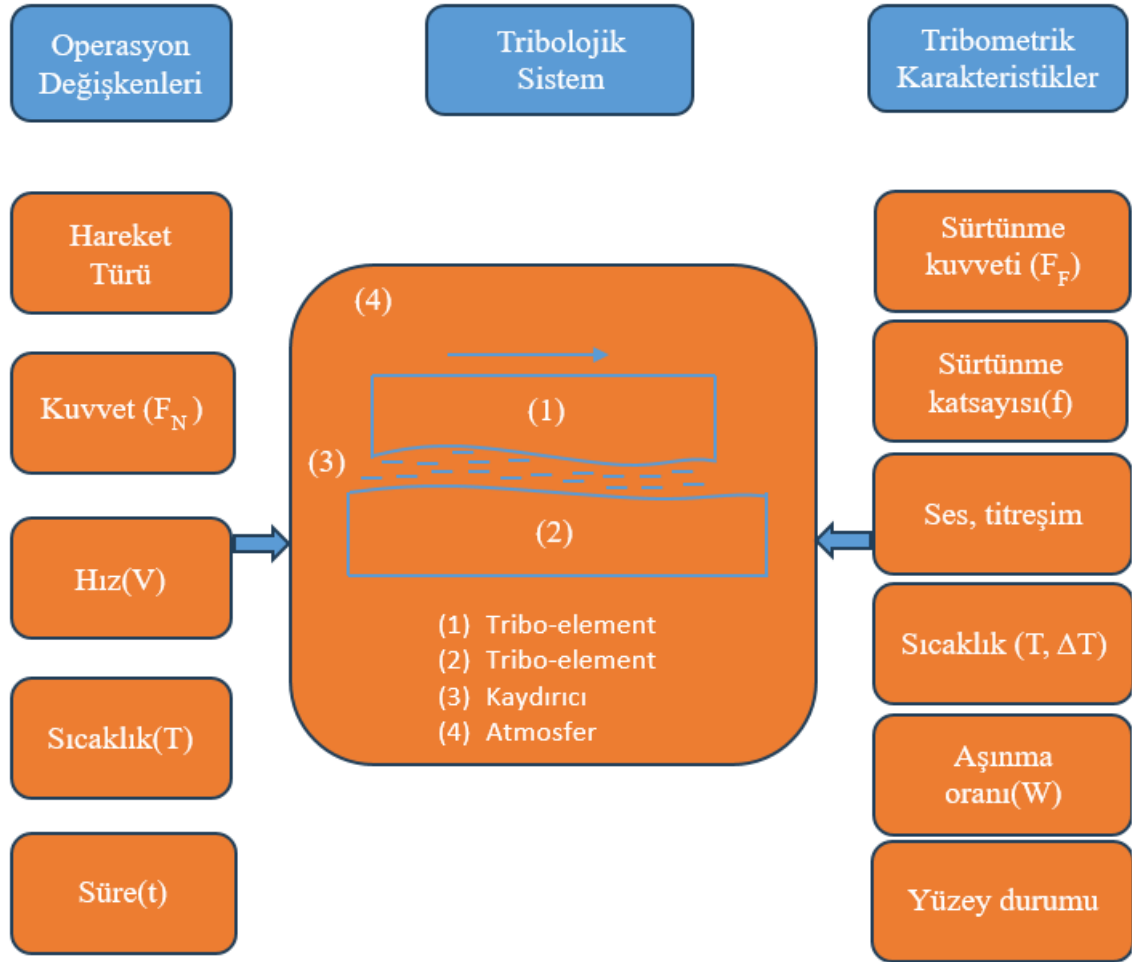 Operasyon
Değişkenleri
Tribolojik
Sistem
Tribometrik
Karakteristikler
Hareket
Türü
Kuvvet (F_N )
Hız(V)
Sıcaklık(T)
Süre(t)
(4)
(1)
(3)
(2)
(1) Tribo-element
(2) Tribo-element
(3) Kaydırıcı
(4) Atmosfer
Sürtünme
kuvveti (F_F)
Sürtünme
katsayısı(f)
Ses, titreşim
Sıcaklık (T, ΔT)
Aşınma
oranı(W)
Yüzey durumu